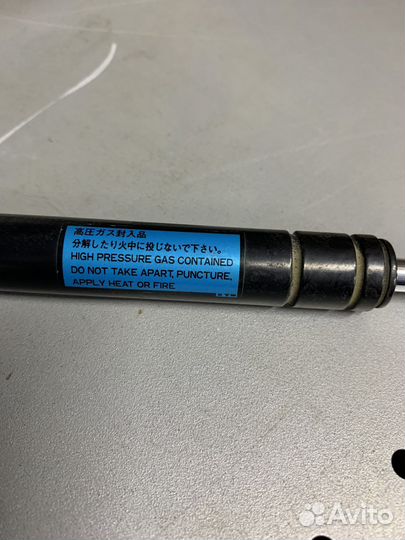 高圧ガス封入品
分解したり火中に投じないで下さい。
HIGH PRESSURE GAS CONTAINED
DO NOT TAKE APART, PUNCTURE,
APPLY HEAT OR FIRE
Avito